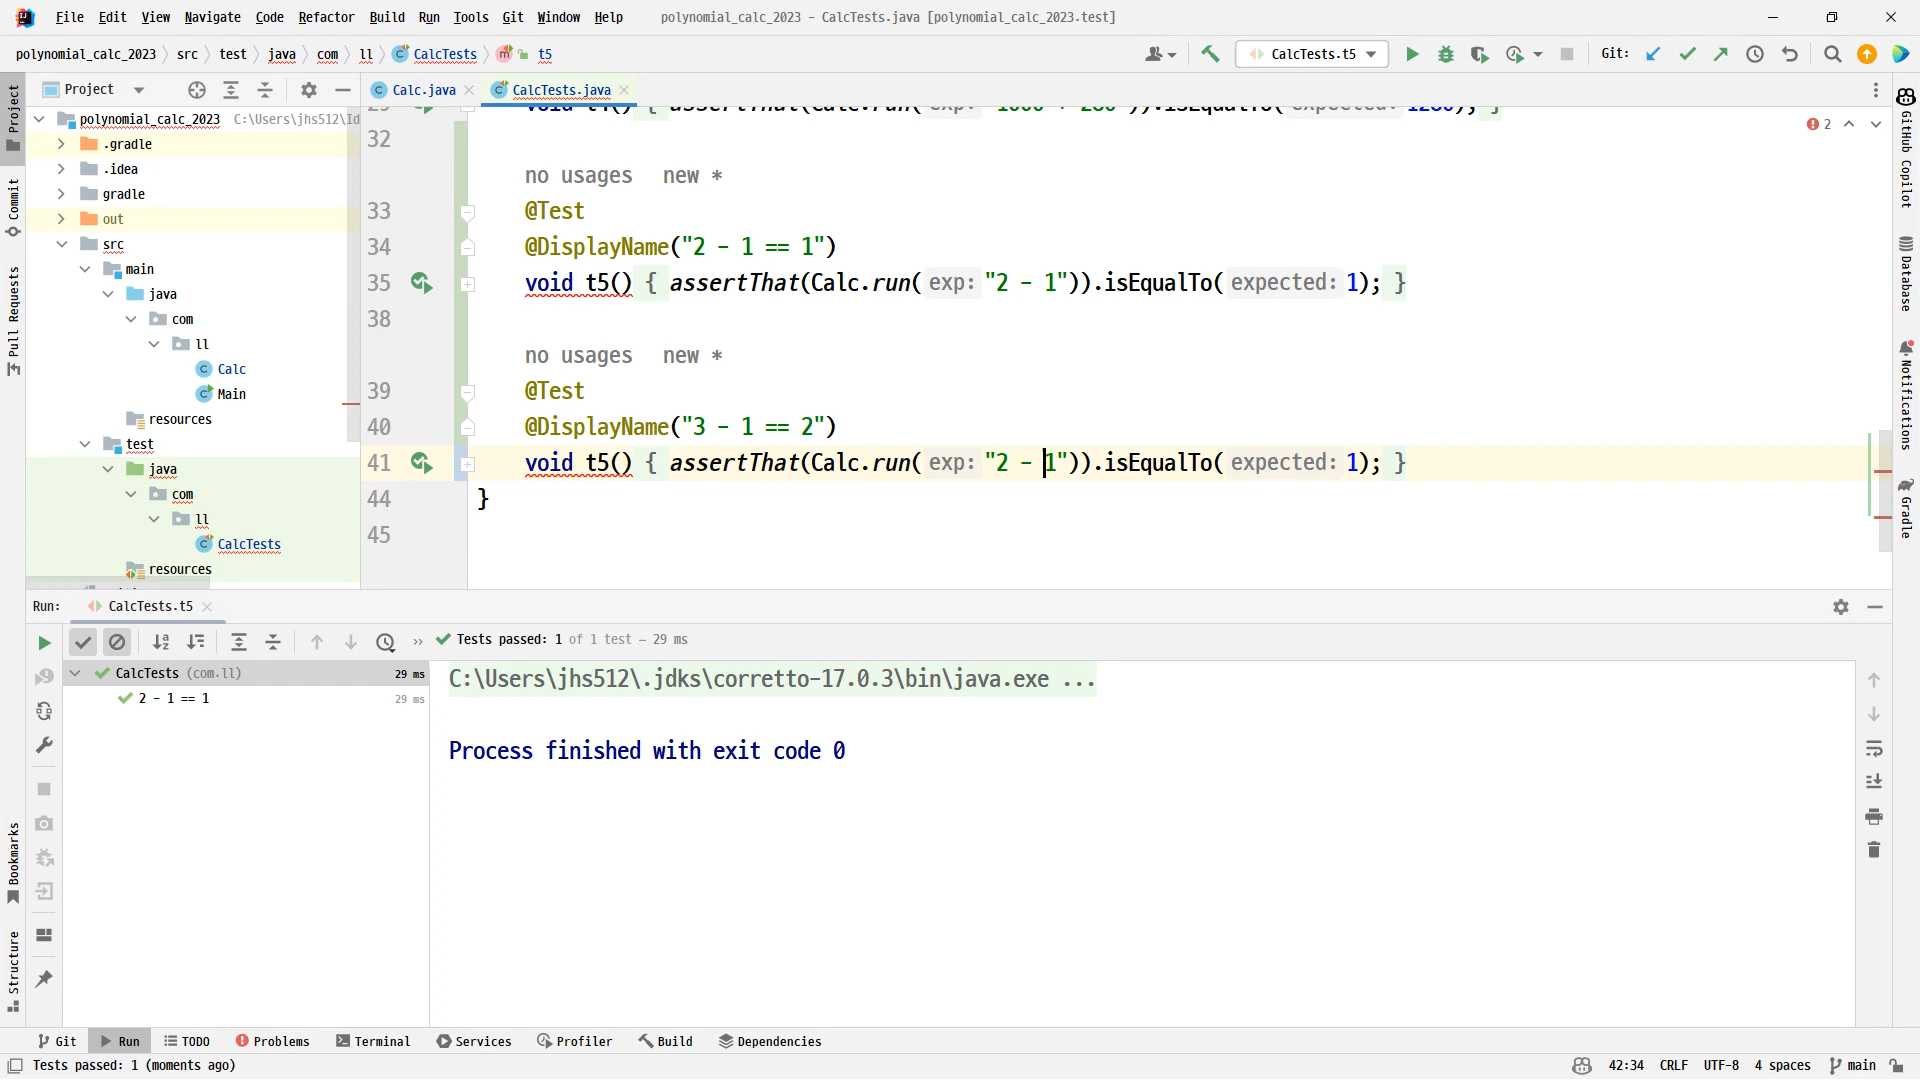 File Edit View Navigate Code Refactor Build Run Tools Git Window Help polynomial_calc_2023 - CalcTests.java [polynomial_calc_2023.test]
polynomial_calc_2023 src test java com ll CalcTests t5 CalcTests.t5 Git:
Project
Calc.java CalcTests.java
polynomial_calc_2023 C:\Users\jhs512\Id
.gradle
.idea
gradle
out
src
main
java
com
ll
Calc
Main
resources
test
java
com
ll
CalcTests
resources
2
32
no usages new *
33 @Test
34 @DisplayName("2 - 1 == 1")
35 void t5() { assertThat(Calc.run( exp: "2 - 1")).isEqualTo( expected: 1); }
38
no usages new *
39 @Test
40 @DisplayName("3 - 1 == 2")
41 void t5() { assertThat(Calc.run( exp: "2 - 1")).isEqualTo( expected: 1); }
44 }
45
Run: CalcTests.t5
Tests passed: 1 of 1 test – 29 ms
CalcTests (com.ll) 29 ms
2 - 1 == 1 29 ms
C:\Users\jhs512\.jdks\corretto-17.0.3\bin\java.exe ...
Process finished with exit code 0
Project
Commit
Pull Requests
Bookmarks
Structure
GitHub Copilot
Database
Notifications
Gradle
Git Run TODO Problems Terminal Services Profiler Build Dependencies
Tests passed: 1 (moments ago) 42:34 CRLF UTF-8 4 spaces main